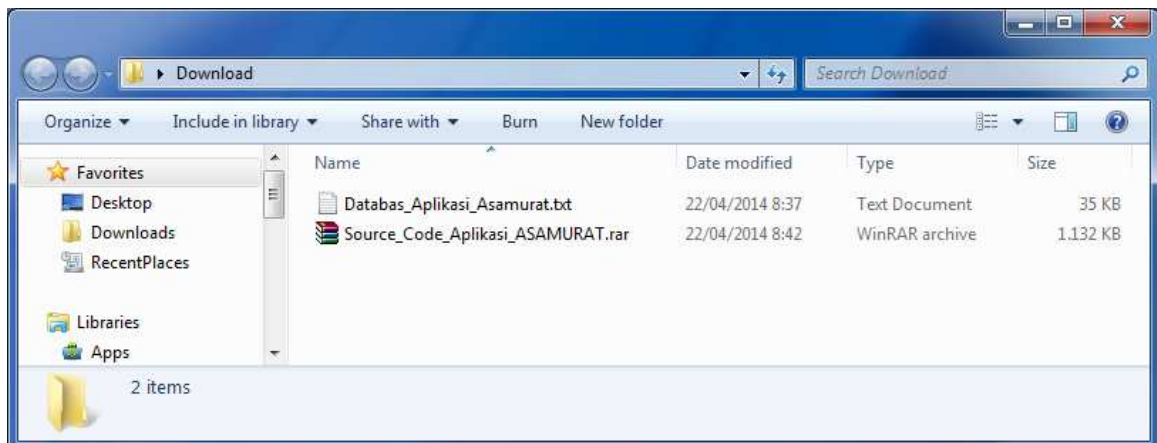 Download
Search Download
Organize Include in library Share with Burn New folder
Favorites
Desktop
Downloads
RecentPlaces
Libraries
Apps
Name Date modified Type Size
Databas_Aplikasi_Asamurat.txt 22/04/2014 8:37 Text Document 35 KB
Source_Code_Aplikasi_ASAMURAT.rar 22/04/2014 8:42 WinRAR archive 1.132 KB
2 items